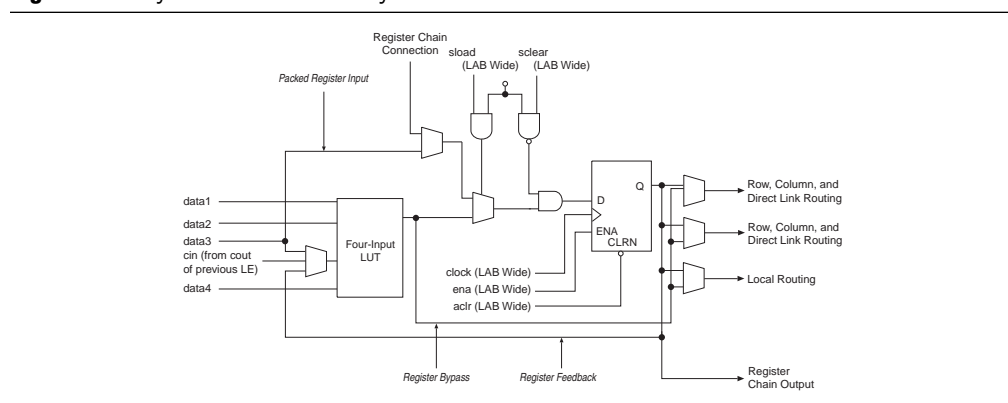 Register Chain
Connection
sload
(LAB Wide)
sclear
(LAB Wide)
Packed Register Input
data1
data2
data3
cin (from cout
of previous LE)
data4
Four-Input
LUT
Q
D
ENA
CLRN
clock (LAB Wide)
ena (LAB Wide)
aclr (LAB Wide)
Row, Column, and
Direct Link Routing
Row, Column, and
Direct Link Routing
Local Routing
Register Bypass
Register Feedback
Register
Chain Output